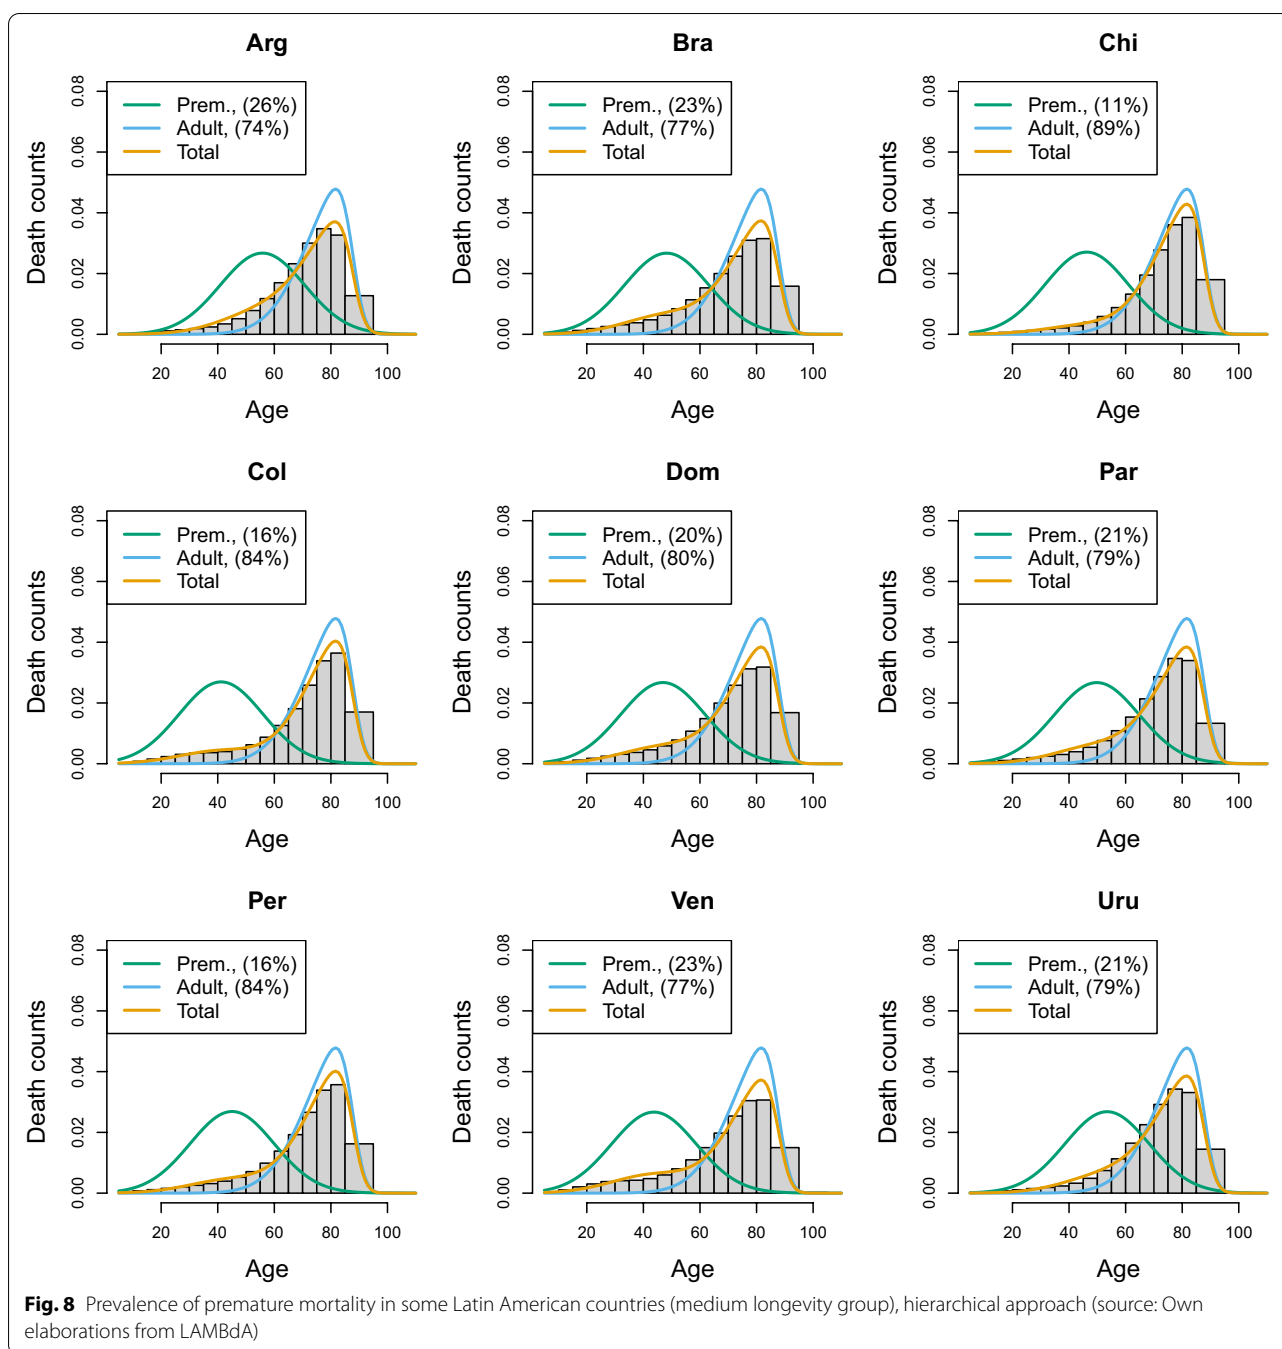 Arg
Bra
Chi
Prem., (26%)
Adult, (74%)
Total
Prem., (23%)
Adult, (77%)
Total
Prem., (11%)
Adult, (89%)
Total
Death counts
0.00 0.02 0.04 0.06 0.08
20 40 60 80 100
Age
Death counts
0.00 0.02 0.04 0.06 0.08
20 40 60 80 100
Age
Death counts
0.00 0.02 0.04 0.06 0.08
20 40 60 80 100
Age
Col
Dom
Par
Prem., (16%)
Adult, (84%)
Total
Prem., (20%)
Adult, (80%)
Total
Prem., (21%)
Adult, (79%)
Total
Death counts
0.00 0.02 0.04 0.06 0.08
20 40 60 80 100
Age
Death counts
0.00 0.02 0.04 0.06 0.08
20 40 60 80 100
Age
Death counts
0.00 0.02 0.04 0.06 0.08
20 40 60 80 100
Age
Per
Ven
Uru
Prem., (16%)
Adult, (84%)
Total
Prem., (23%)
Adult, (77%)
Total
Prem., (21%)
Adult, (79%)
Total
Death counts
0.00 0.02 0.04 0.06 0.08
20 40 60 80 100
Age
Death counts
0.00 0.02 0.04 0.06 0.08
20 40 60 80 100
Age
Death counts
0.00 0.02 0.04 0.06 0.08
20 40 60 80 100
Age
Fig. 8 Prevalence of premature mortality in some Latin American countries (medium longevity group), hierarchical approach (source: Own
elaborations from LAMBdA)